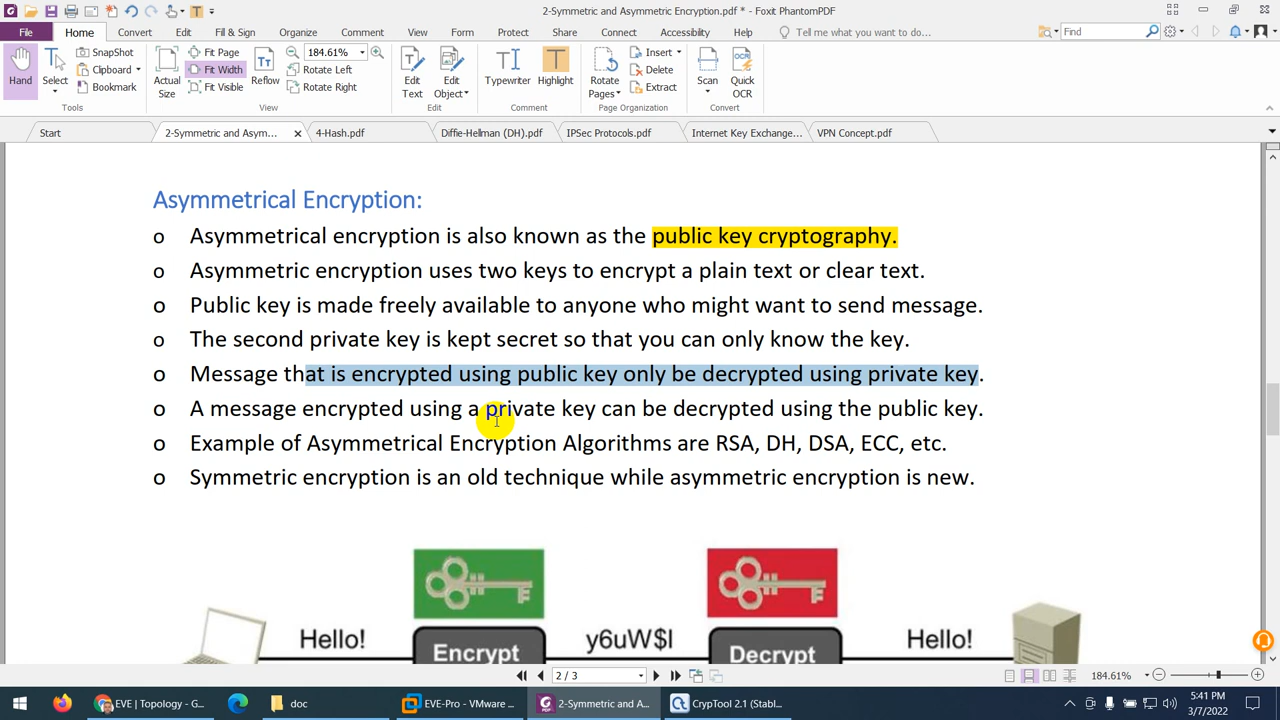 2-Symmetric and Asymmetric Encryption.pdf * - Foxit PhantomPDF
File Home Convert Edit Fill & Sign Organize Comment View Form Protect Share Connect Accessibility Help Tell me what you want to do... Find
Hand
Select
SnapShot
Clipboard
Bookmark
Tools
Actual Size
Fit Page
Fit Width
Fit Visible
Reflow
184.61%
Rotate Left
Rotate Right
View
Edit Text
Edit Object
Edit
Typewriter
Highlight
Comment
Rotate Pages
Insert
Delete
Extract
Page Organization
Scan
Quick OCR
Convert
Start 2-Symmetric and Asym... 4-Hash.pdf Diffie-Hellman (DH).pdf IPSec Protocols.pdf Internet Key Exchange... VPN Concept.pdf
Asymmetrical Encryption:
o Asymmetrical encryption is also known as the public key cryptography.
o Asymmetric encryption uses two keys to encrypt a plain text or clear text.
o Public key is made freely available to anyone who might want to send message.
o The second private key is kept secret so that you can only know the key.
o Message that is encrypted using public key only be decrypted using private key.
o A message encrypted using a private key can be decrypted using the public key.
o Example of Asymmetrical Encryption Algorithms are RSA, DH, DSA, ECC, etc.
o Symmetric encryption is an old technique while asymmetric encryption is new.
Hello! y6uW$I Hello!
Encrypt Decrypt
2 / 3 184.61%
EVE | Topology - G... doc EVE-Pro - VMware ... 2-Symmetric and A... CrypTool 2.1 (Stabl...
5:41 PM
3/7/2022